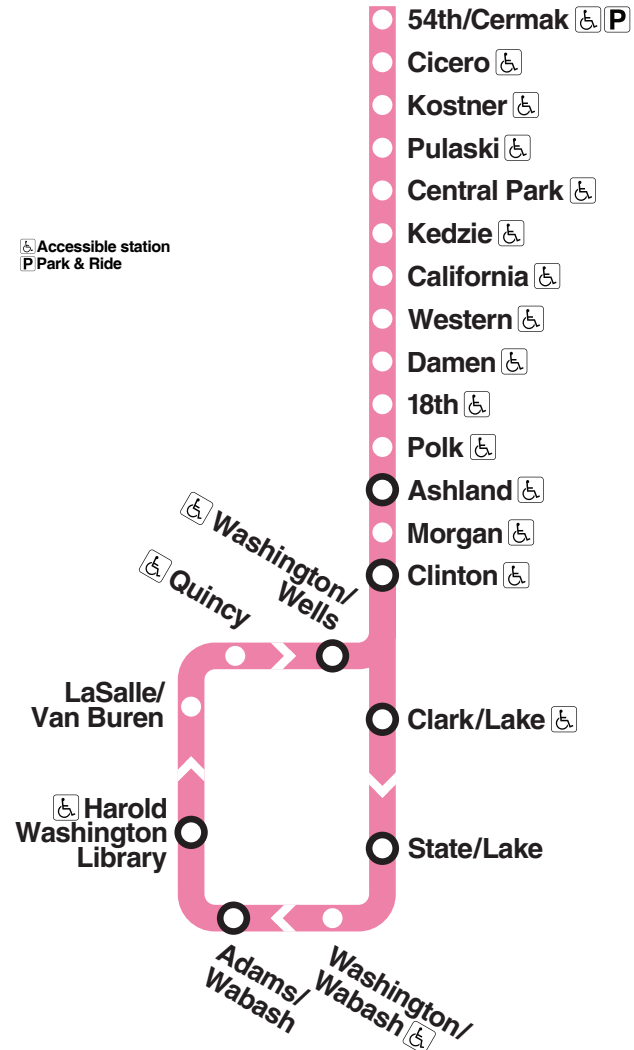 54th/Cermak P
Cicero
Kostner
Pulaski
Central Park
Kedzie
Accessible station
P Park & Ride
California
Western
Damen
18th
Polk
Ashland
Morgan
Clinton
Washington/
Wells
Quincy
LaSalle/
Van Buren
Clark/Lake
Harold
Washington
Library
State/Lake
Adams/
Wabash
Washington/
Wabash